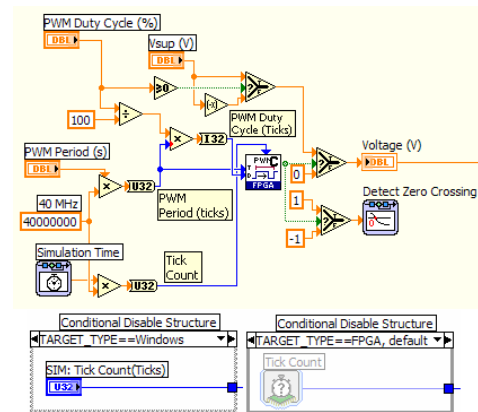 PWM Duty Cycle (%)
DBL
Vsup (V)
DBL
≥0
?
(-x)
100
÷
PWM Duty
Cycle (Ticks)
×
I32
PWM Period (s)
DBL
PWM
T
D
FPGA
0
?
Voltage (V)
DBL
×
U32
PWM
Period (ticks)
40 MHz
40000000
1
-1
?
Detect Zero Crossing
Simulation Time
×
U32
Tick
Count
Conditional Disable Structure
TARGET_TYPE==Windows
SIM: Tick Count(Ticks)
U32
Conditional Disable Structure
TARGET_TYPE==FPGA, default
Tick Count
?